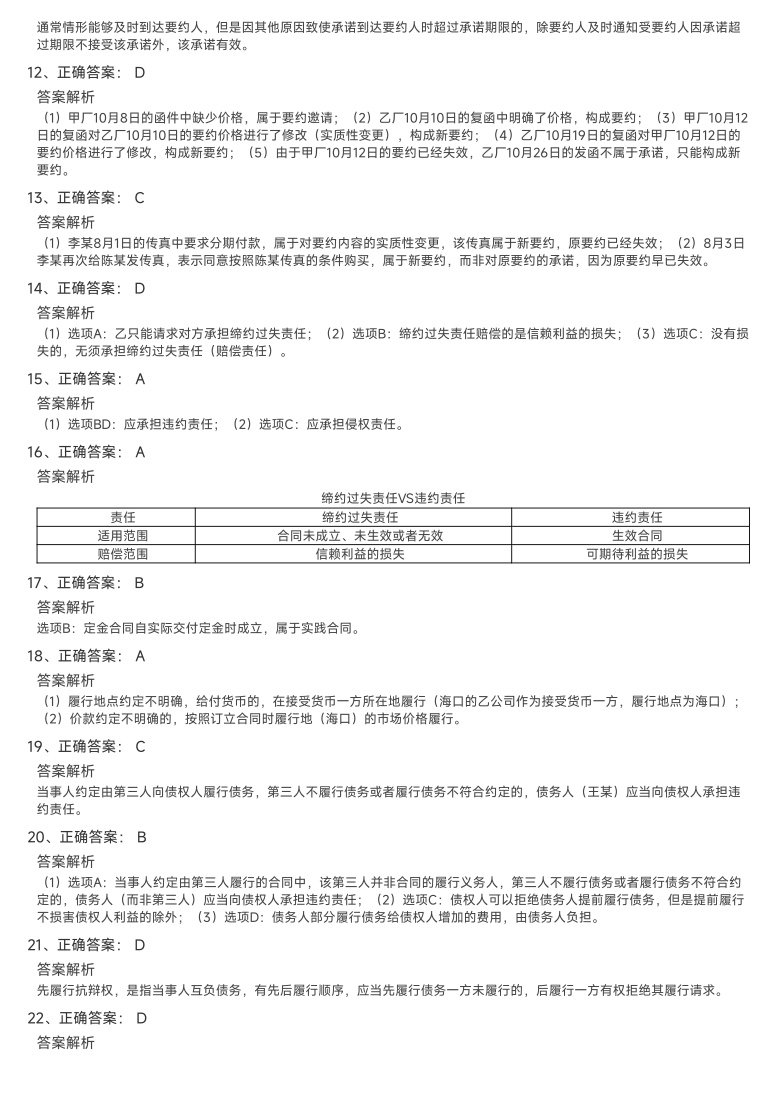 通常情形能够及时到达要约人，但是因其他原因致使承诺到达要约人时超过承诺期限的，除要约人及时通知受要约人因承诺超
过期限不接受该承诺外，该承诺有效。
12、正确答案： D
答案解析
（1）甲厂10月8日的函件中缺少价格，属于要约邀请；（2）乙厂10月10日的复函中明确了价格，构成要约；（3）甲厂10月12
日的复函对乙厂10月10日的要约价格进行了修改（实质性变更），构成新要约；（4）乙厂10月19日的复函对甲厂10月12日的
要约价格进行了修改，构成新要约；（5）由于甲厂10月12日的要约已经失效，乙厂10月26日的发函不属于承诺，只能构成新
要约。
13、正确答案： C
答案解析
（1）李某8月1日的传真中要求分期付款，属于对要约内容的实质性变更，该传真属于新要约，原要约已经失效；（2）8月3日
李某再次给陈某发传真，表示同意按照陈某传真的条件购买，属于新要约，而非对原要约的承诺，因为原要约早已失效。
14、正确答案： D
答案解析
（1）选项A：乙只能请求对方承担缔约过失责任；（2）选项B：缔约过失责任赔偿的是信赖利益的损失；（3）选项C：没有损
失的，无须承担缔约过失责任（赔偿责任）。
15、正确答案： A
答案解析
（1）选项BD：应承担违约责任；（2）选项C：应承担侵权责任。
16、正确答案： A
答案解析
缔约过失责任VS违约责任
责任 缔约过失责任 违约责任
适用范围 合同未成立、未生效或者无效 生效合同
赔偿范围 信赖利益的损失 可期待利益的损失
17、正确答案： B
答案解析
选项B：定金合同自实际交付定金时成立，属于实践合同。
18、正确答案： A
答案解析
（1）履行地点约定不明确，给付货币的，在接受货币一方所在地履行（海口的乙公司作为接受货币一方，履行地点为海口）；
（2）价款约定不明确的，按照订立合同时履行地（海口）的市场价格履行。
19、正确答案： C
答案解析
当事人约定由第三人向债权人履行债务，第三人不履行债务或者履行债务不符合约定的，债务人（王某）应当向债权人承担违
约责任。
20、正确答案： B
答案解析
（1）选项A：当事人约定由第三人履行的合同中，该第三人并非合同的履行义务人，第三人不履行债务或者履行债务不符合约
定的，债务人（而非第三人）应当向债权人承担违约责任；（2）选项C：债权人可以拒绝债务人提前履行债务，但是提前履行
不损害债权人利益的除外；（3）选项D：债务人部分履行债务给债权人增加的费用，由债务人负担。
21、正确答案： D
答案解析
先履行抗辩权，是指当事人互负债务，有先后履行顺序，应当先履行债务一方未履行的，后履行一方有权拒绝其履行请求。
22、正确答案： D
答案解析